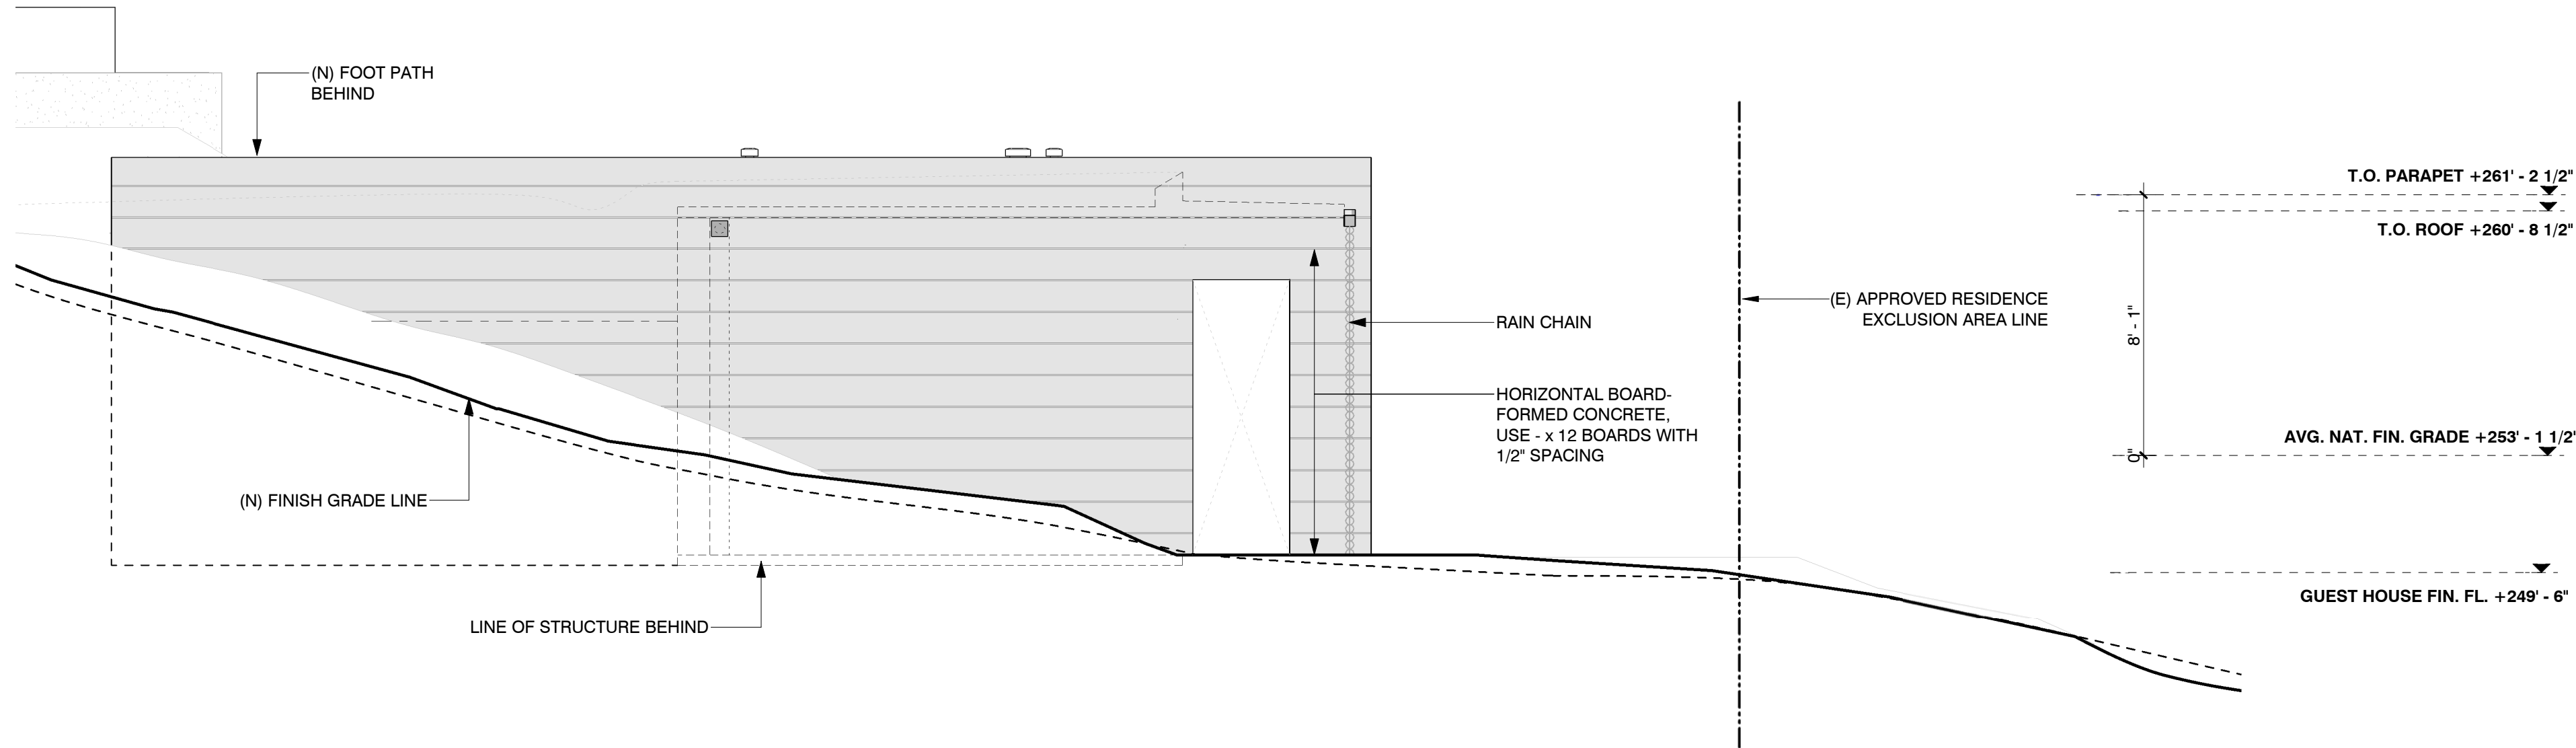 (N) FOOT PATH
BEHIND
T.O. PARAPET +261' - 2 1/2"
T.O. ROOF +260' - 8 1/2"
(E) APPROVED RESIDENCE
EXCLUSION AREA LINE
RAIN CHAIN
8' - 1"
HORIZONTAL BOARD-
FORMED CONCRETE,
USE - x 12 BOARDS WITH
1/2" SPACING
AVG. NAT. FIN. GRADE +253' - 1 1/2"
0"
(N) FINISH GRADE LINE
GUEST HOUSE FIN. FL. +249' - 6"
LINE OF STRUCTURE BEHIND